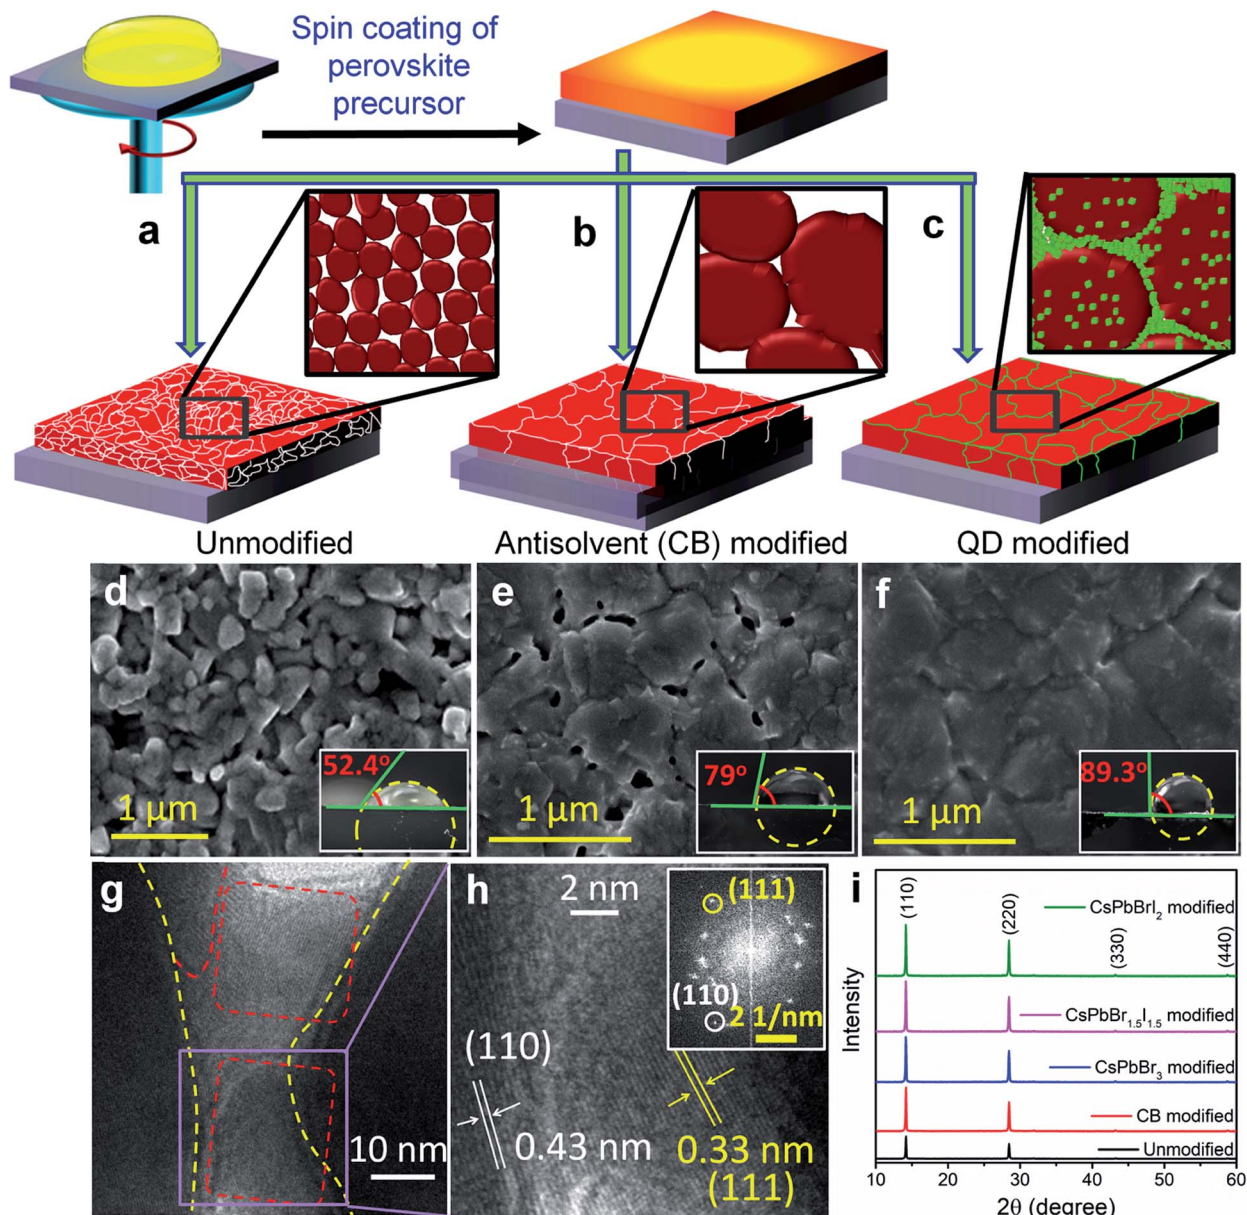 Spin coating of
perovskite
precursor
a
b
c
Unmodified
Antisolvent (CB) modified
QD modified
d
52.4°
1 μm
e
79°
1 μm
f
89.3°
1 μm
g
10 nm
h
2 nm
(111)
(110)
2 1/nm
(110)
0.43 nm
0.33 nm
(111)
i
(110)
(220)
(330)
(440)
CsPbBrI₂ modified
CsPbBr₁.₅I₁.₅ modified
CsPbBr₃ modified
CB modified
Unmodified
Intensity
10 20 30 40 50 60
2θ (degree)